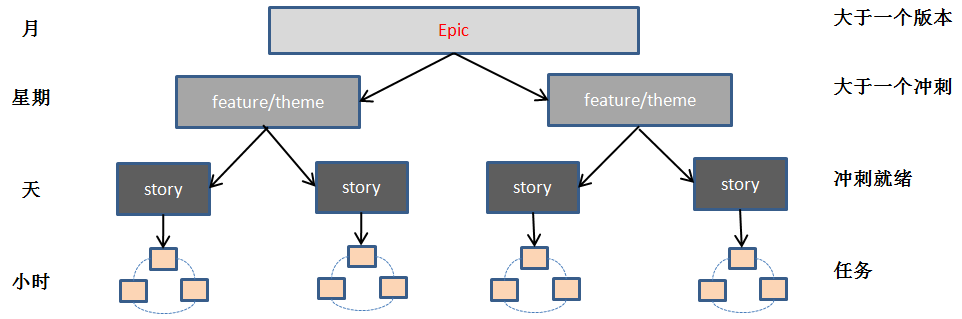 月
Epic
大于一个版本
星期
feature/theme
feature/theme
大于一个冲刺
天
story
story
story
story
冲刺就绪
小时
任务